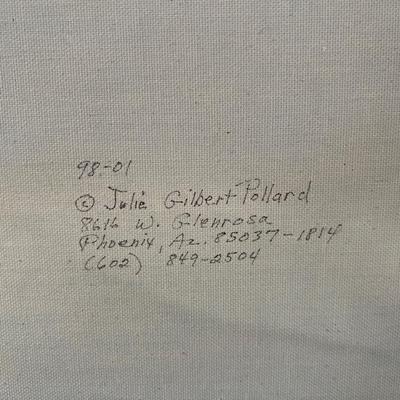 98-01
© Julie Gilbert Pollard
8616 W. Glenrosa
Phoenix, Az. 85037-1814
(602) 849-2504